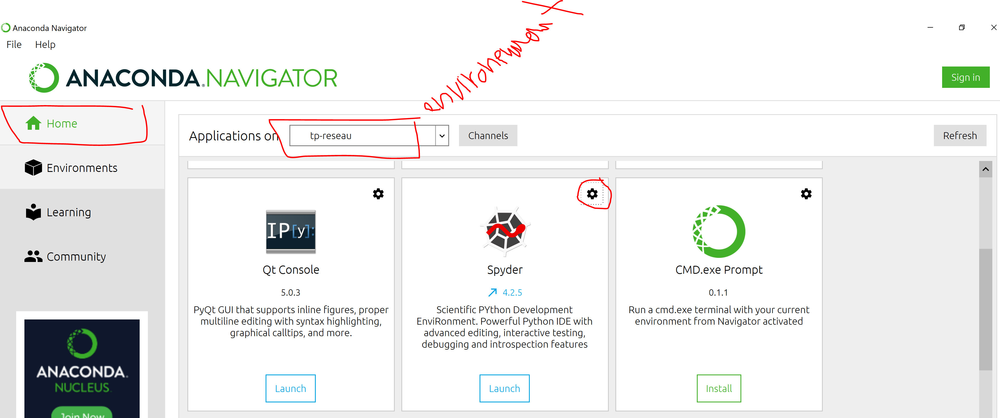 Anaconda Navigator
File Help
ANACONDA.NAVIGATOR
Sign in
Home
Environments
Learning
Community
Applications on tp-reseau Channels Refresh
IP[y]:
Qt Console
5.0.3
PyQt GUI that supports inline figures, proper
multiline editing with syntax highlighting,
graphical calltips, and more.
Launch
Spyder
4.2.5
Scientific PYthon Development
EnviRonment. Powerful Python IDE with
advanced editing, interactive testing,
debugging and introspection features
Launch
CMD.exe Prompt
0.1.1
Run a cmd.exe terminal with your current
environment from Navigator activated
Install
ANACONDA.
NUCLEUS
Join Now